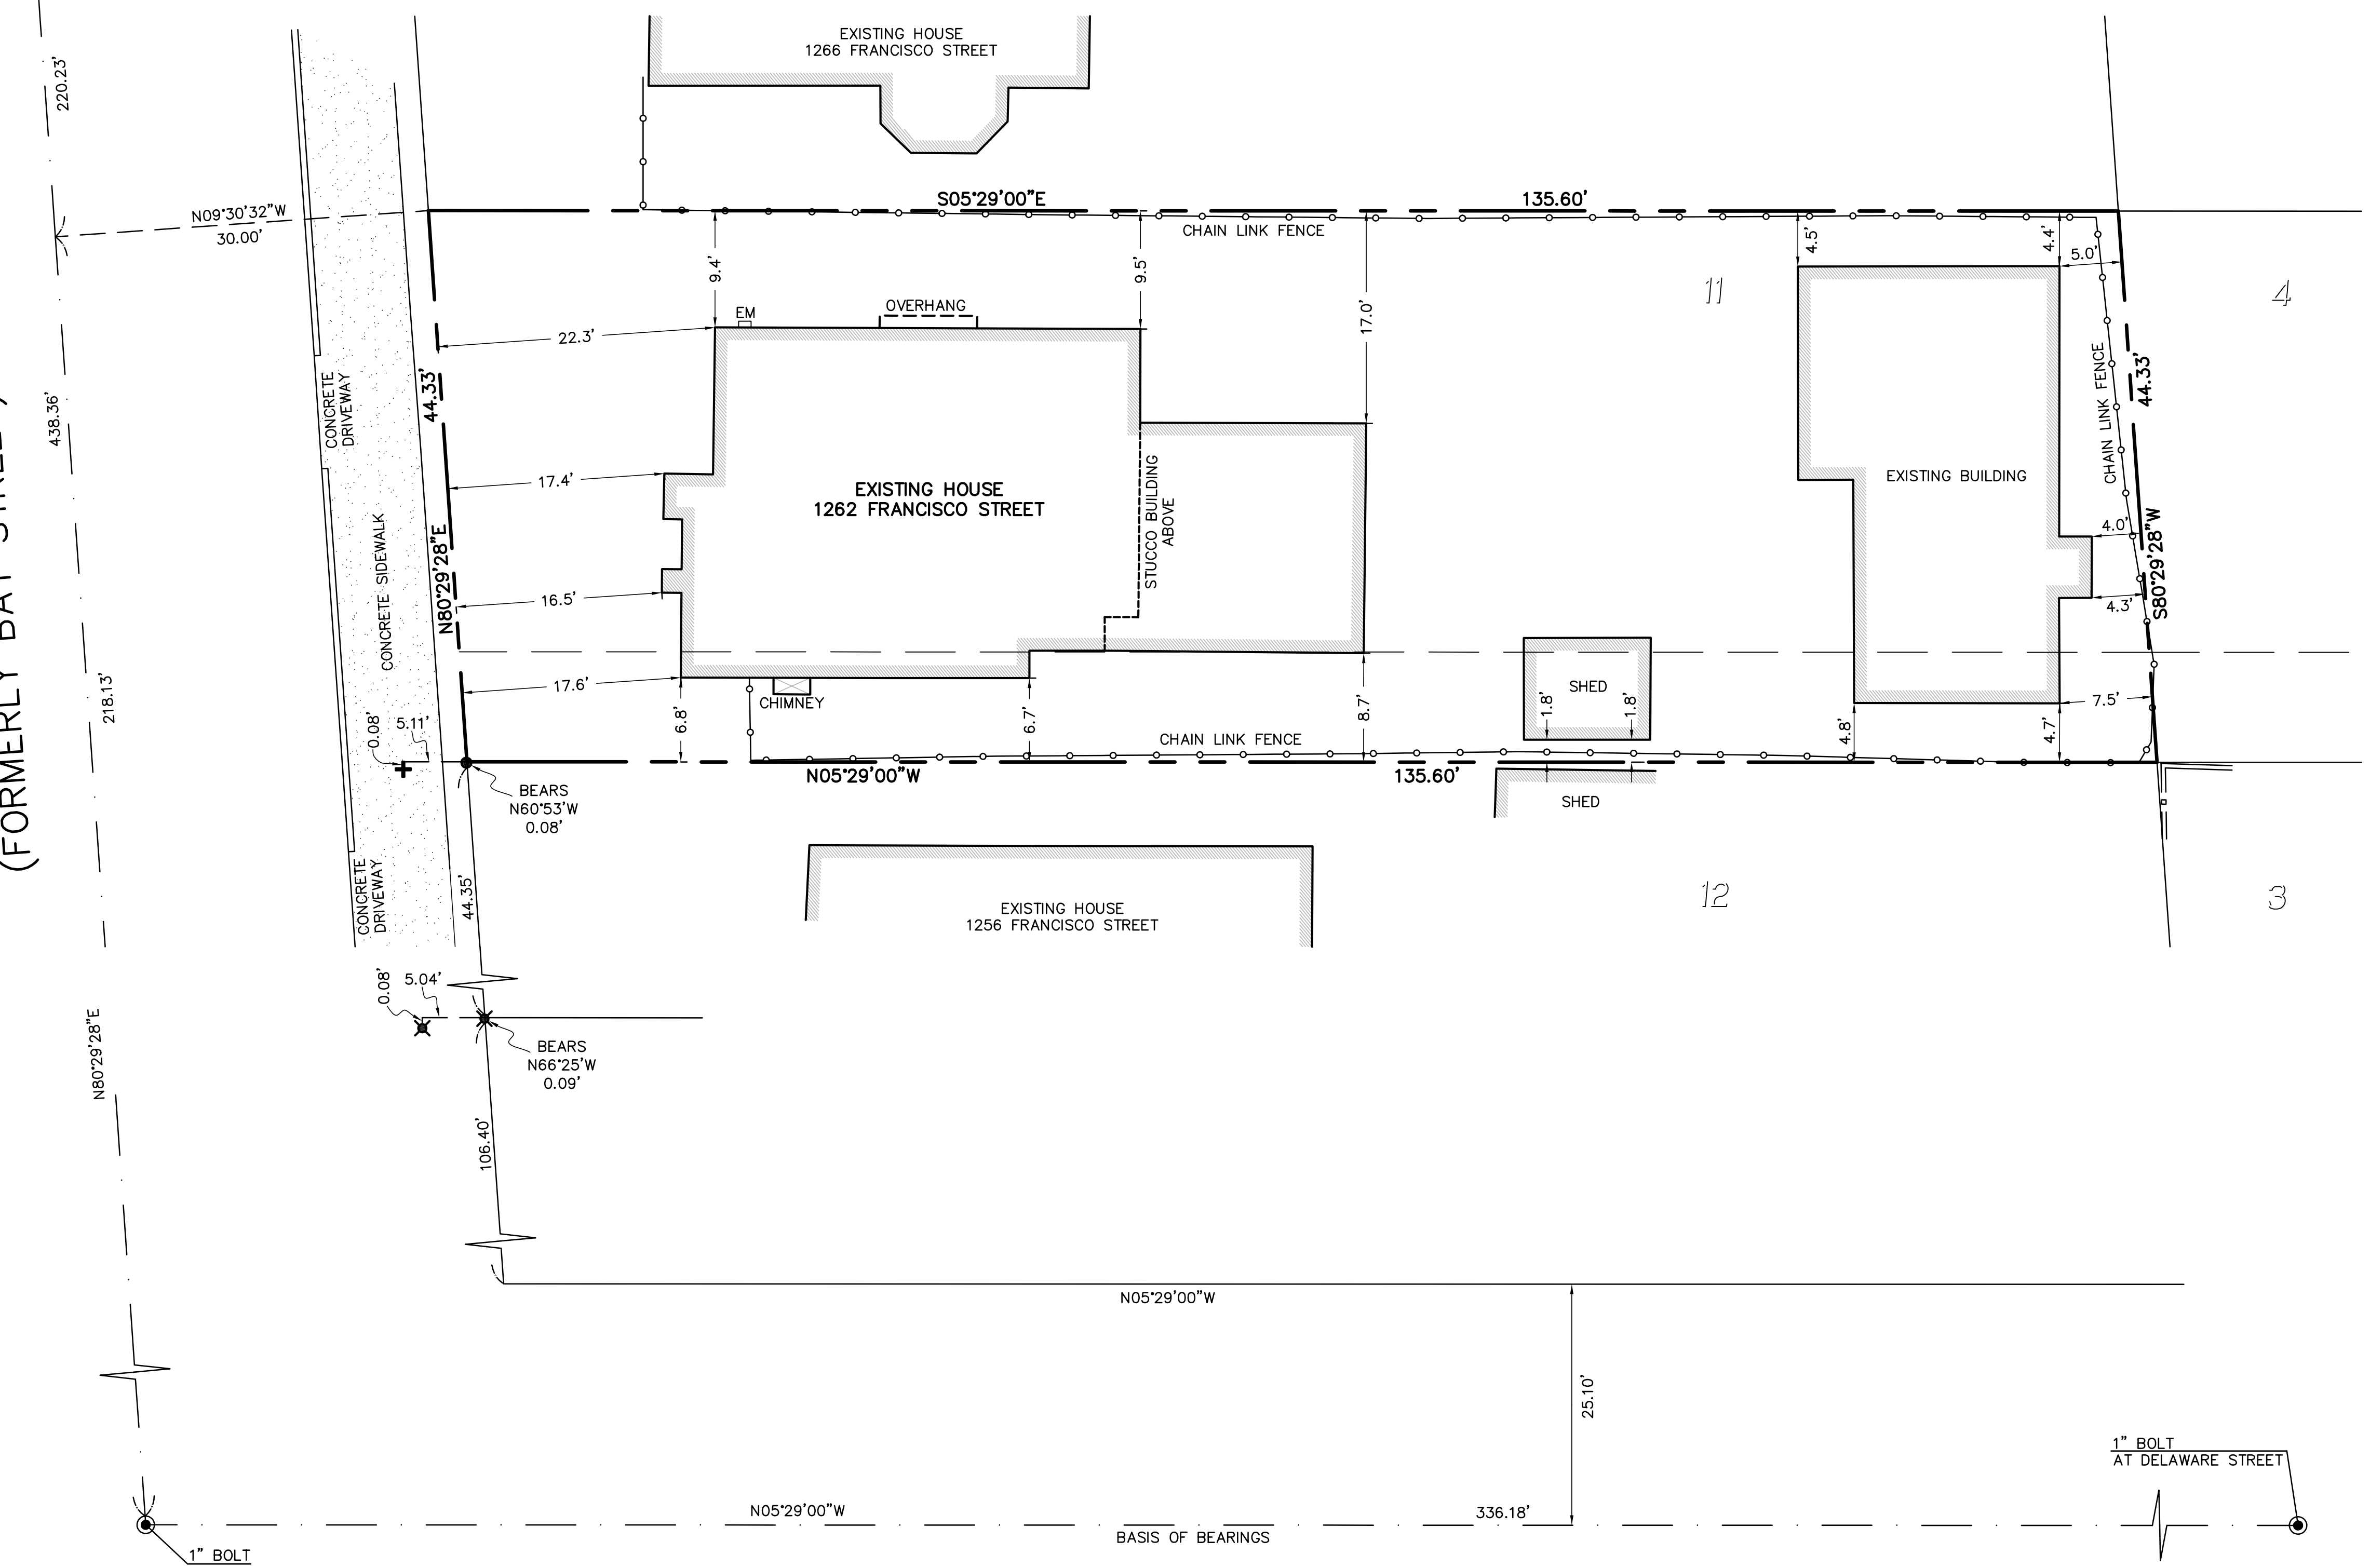 EXISTING HOUSE
1266 FRANCISCO STREET
220.23'
S05°29'00"E
135.60'
N09°30'32"W
30.00'
CHAIN LINK FENCE
9.4'
9.5'
17.0'
4.5'
4.4'
5.0'
11
4
EM
OVERHANG
22.3'
44.33'
CONCRETE
DRIVEWAY
438.36'
CHAIN LINK FENCE
44.33'
17.4'
EXISTING HOUSE
1262 FRANCISCO STREET
STUCCO BUILDING
ABOVE
EXISTING BUILDING
4.0'
4.3'
S80°29'28"W
CONCRETE SIDEWALK
N80°29'28"E
16.5'
17.6'
(FORMERLY BAY STREET)
218.13'
0.08'
5.11'
6.8'
CHIMNEY
6.7'
8.7'
SHED
1.8'
1.8'
4.8'
4.7'
7.5'
CHAIN LINK FENCE
N05°29'00"W
135.60'
BEARS
N60°53'W
0.08'
SHED
CONCRETE
DRIVEWAY
44.35'
EXISTING HOUSE
1256 FRANCISCO STREET
12
3
0.08'
5.04'
BEARS
N66°25'W
0.09'
N80°29'28"E
106.40'
N05°29'00"W
25.10'
1" BOLT
AT DELAWARE STREET
N05°29'00"W
336.18'
BASIS OF BEARINGS
1" BOLT